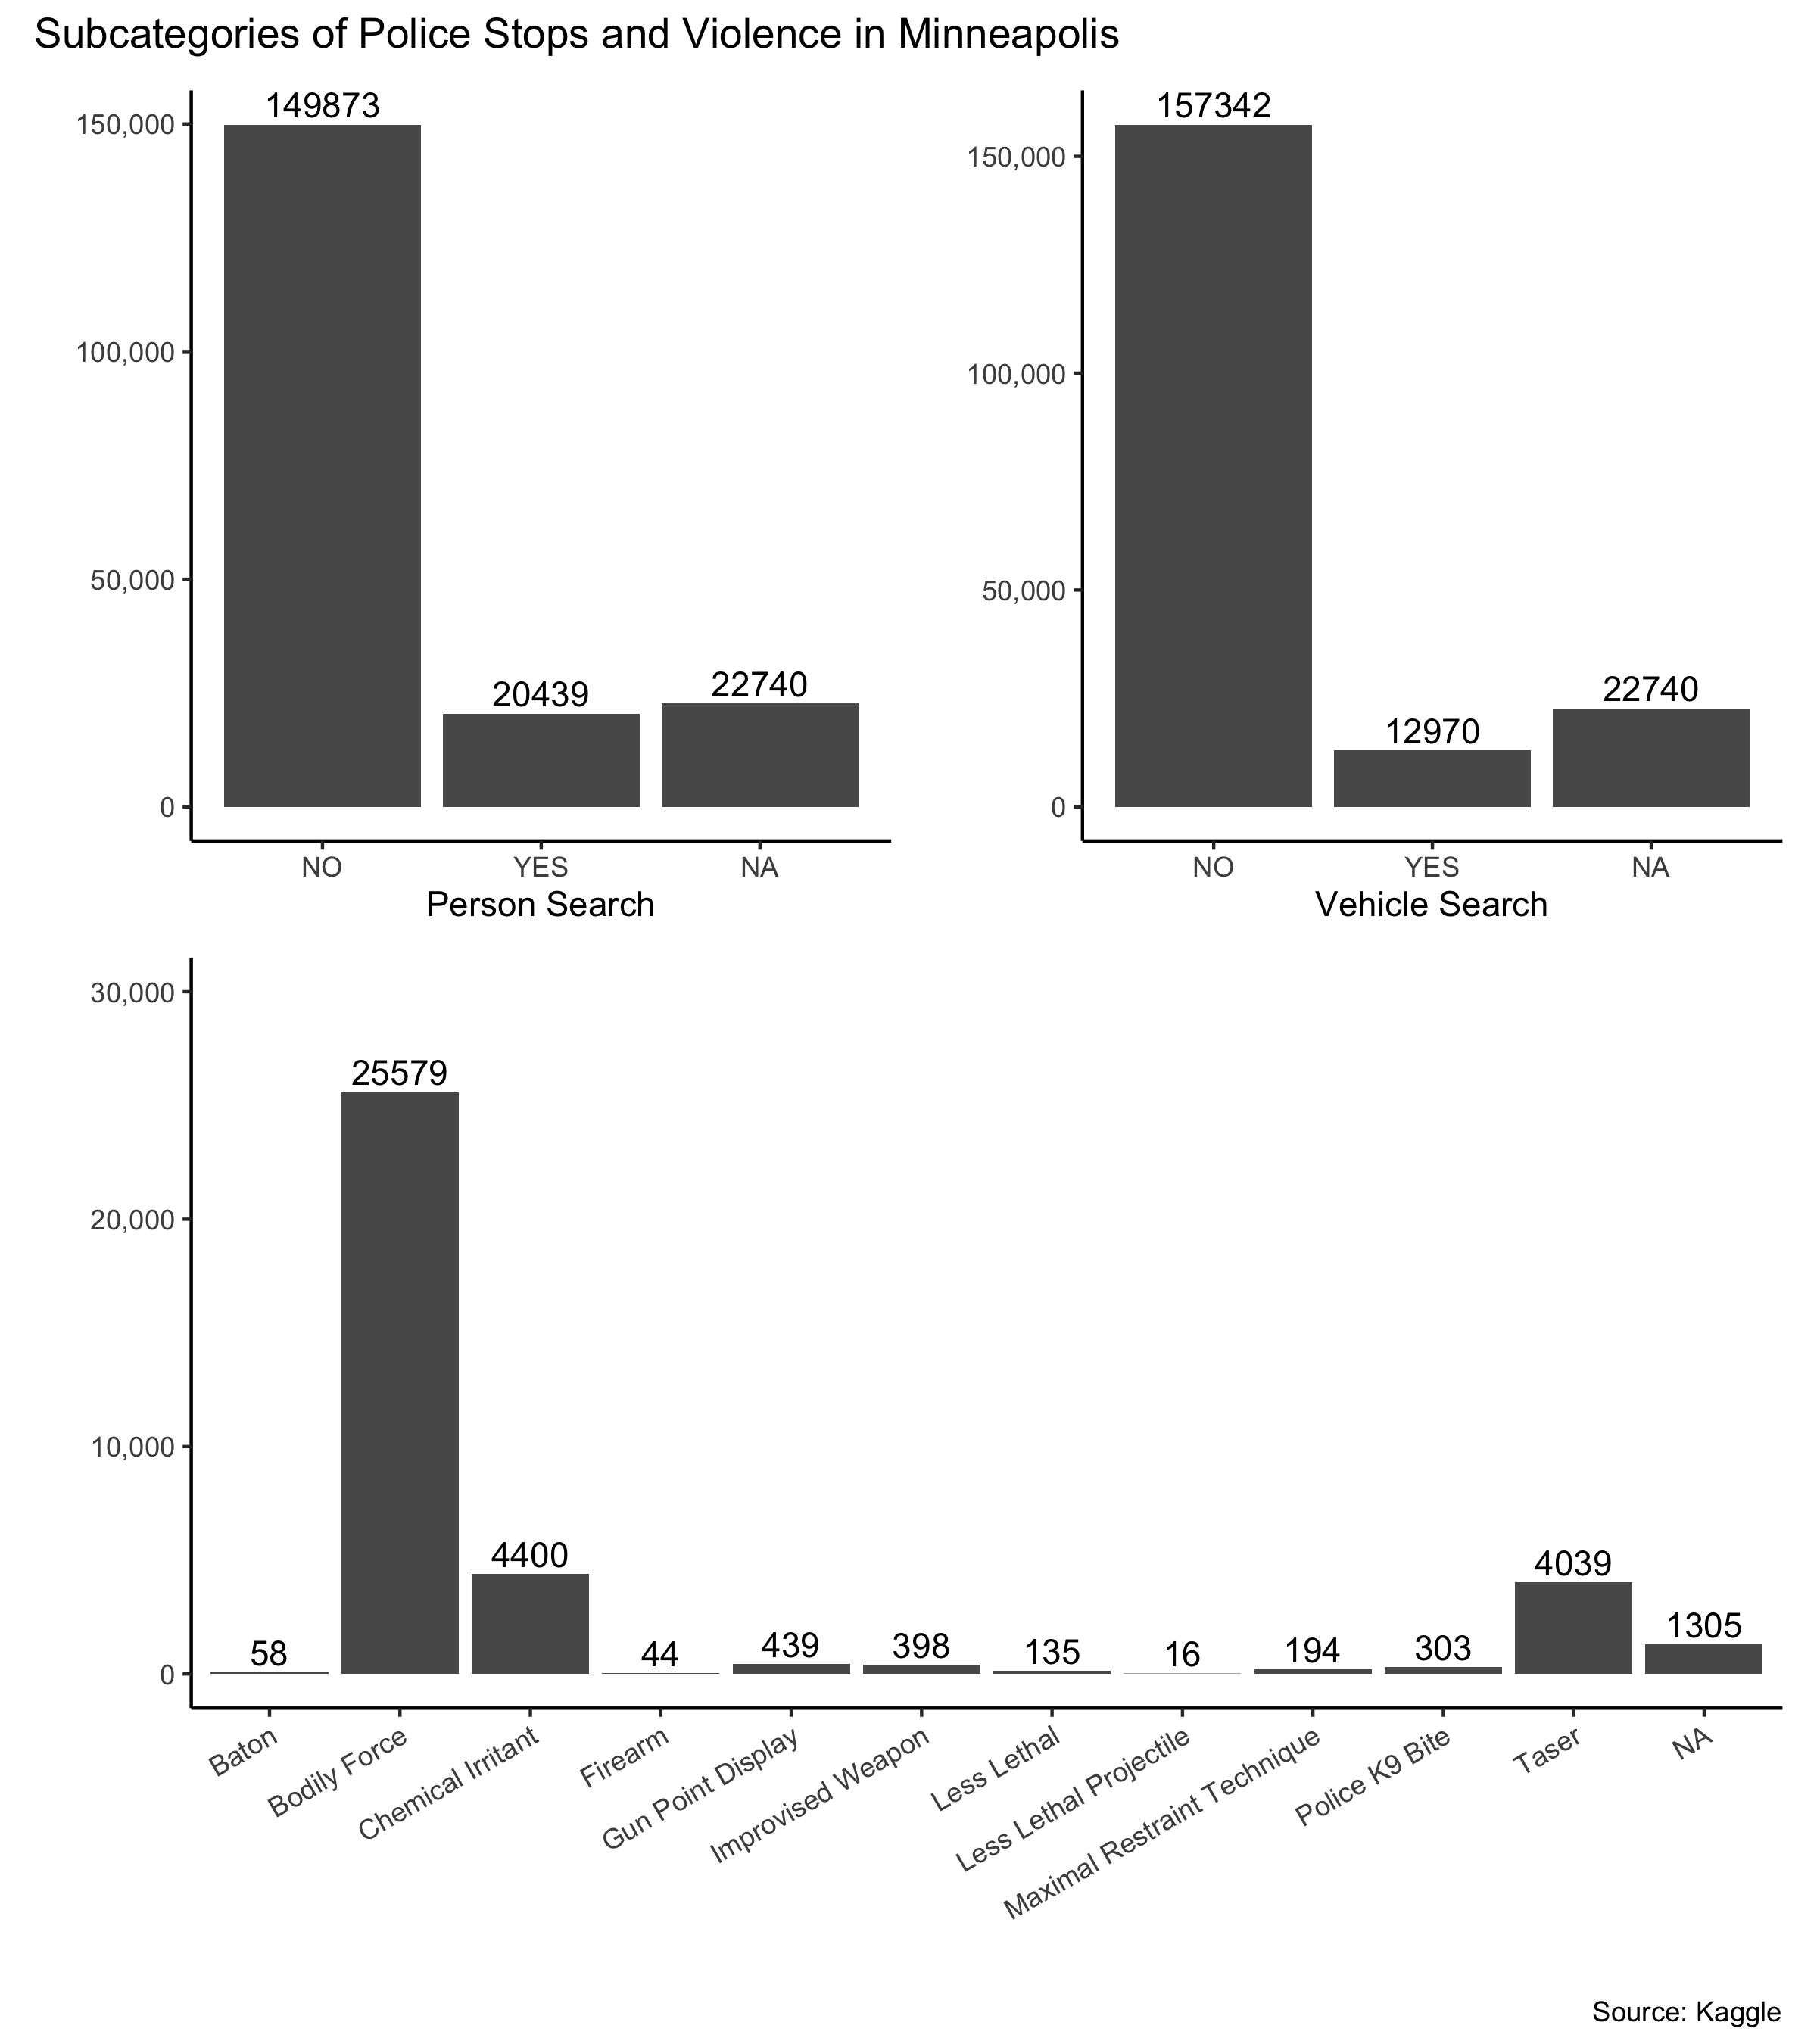 Subcategories of Police Stops and Violence in Minneapolis
150,000
100,000
50,000
0
149873
20439
22740
NO YES NA
Person Search
150,000
100,000
50,000
0
157342
12970
22740
NO YES NA
Vehicle Search
30,000
20,000
10,000
0
58
25579
4400
44
439
398
135
16
194
303
4039
1305
Baton
Bodily Force
Chemical Irritant
Firearm
Gun Point Display
Improvised Weapon
Less Lethal
Less Lethal Projectile
Maximal Restraint Technique
Police K9 Bite
Taser
NA
Source: Kaggle